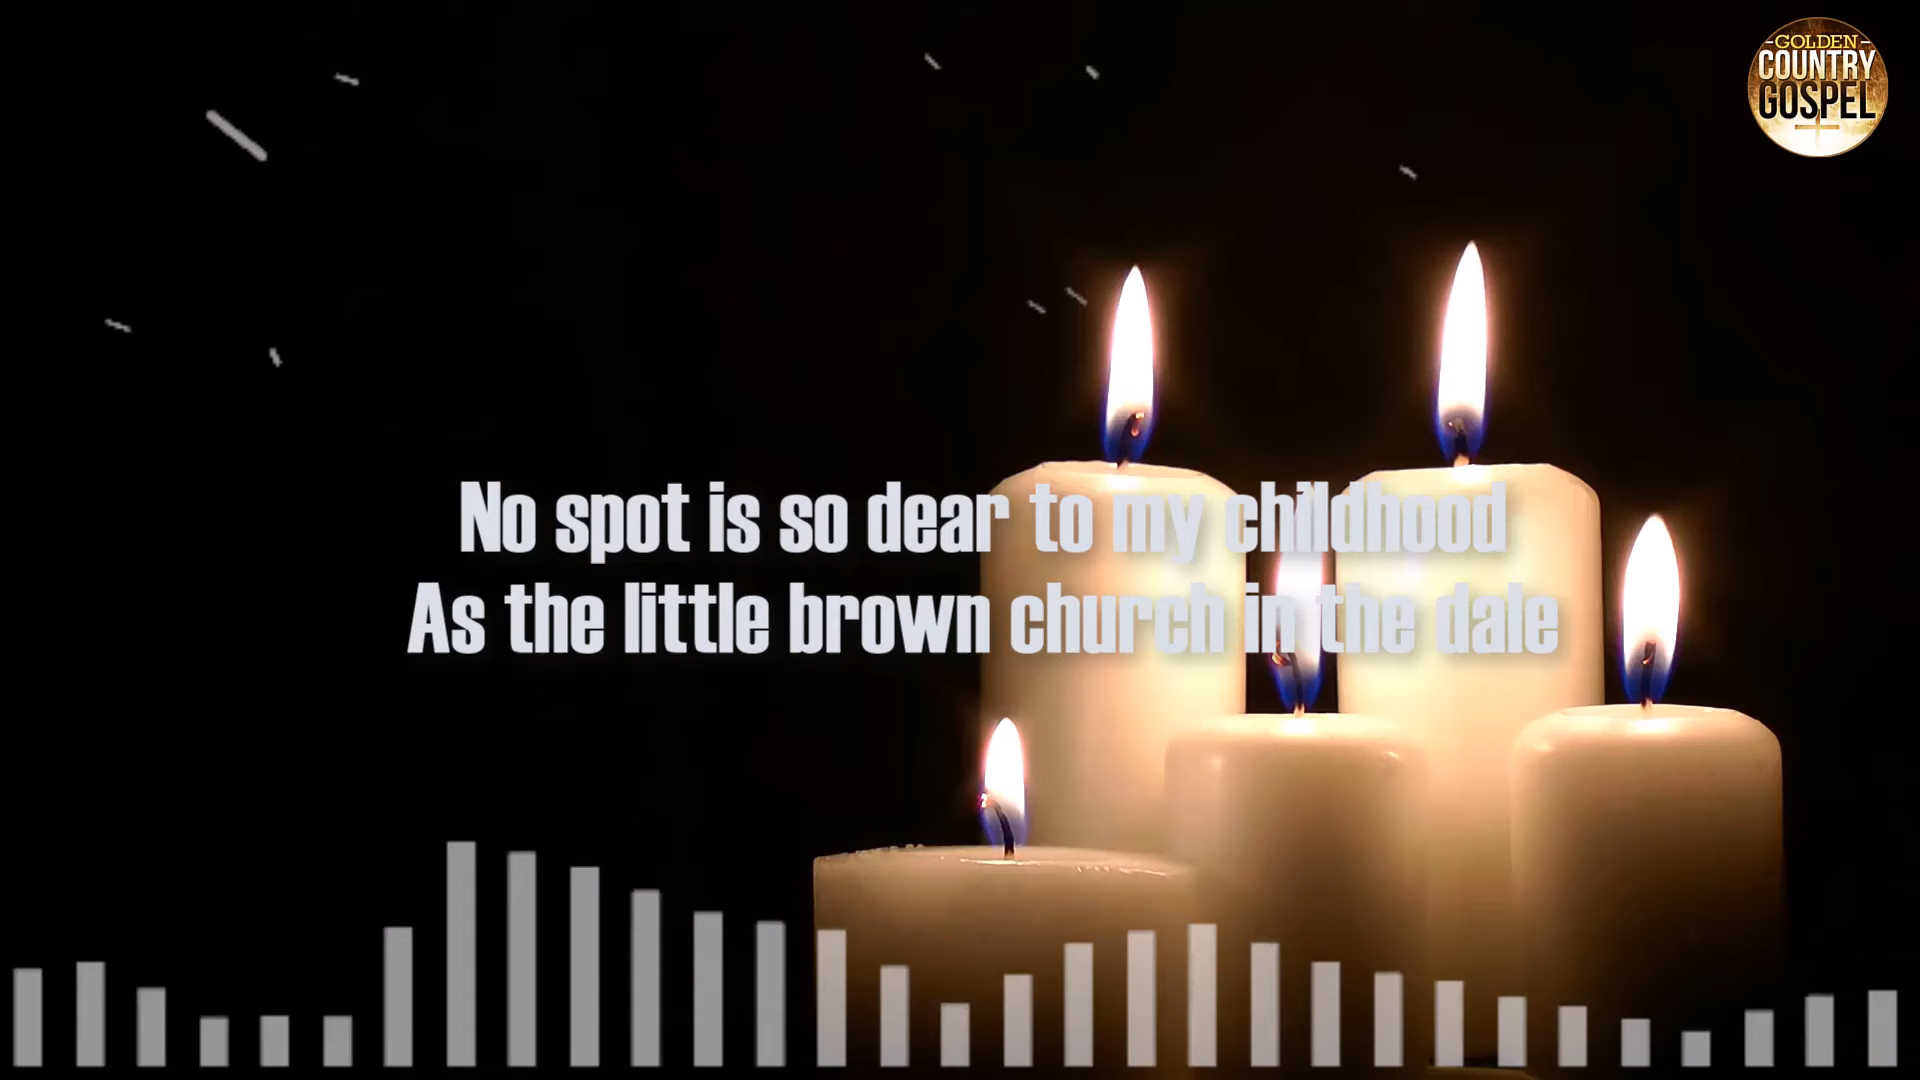 GOLDEN
COUNTRY
GOSPEL
No spot is so dear to my childhood
As the little brown church in the dale